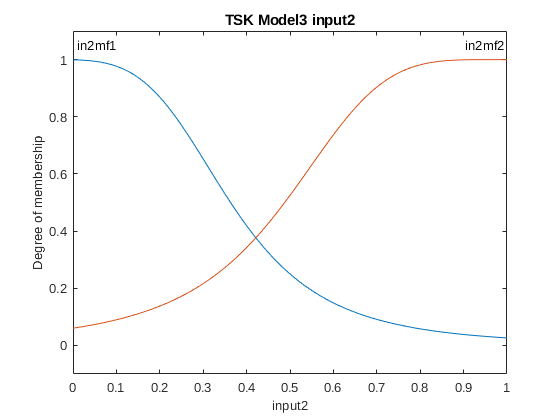 TSK Model3 input2
in2mf1
in2mf2
1
0.8
0.6
0.4
0.2
0
Degree of membership
0 0.1 0.2 0.3 0.4 0.5 0.6 0.7 0.8 0.9 1
input2